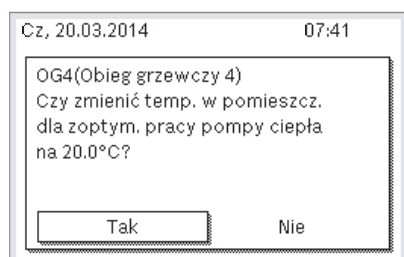 Cz, 20.03.2014 07:41
OG4(Obieg grzewczy 4)
Czy zmienić temp. w pomieszcz.
dla zoptym. pracy pompy ciepła
na 20.0°C?
Tak Nie